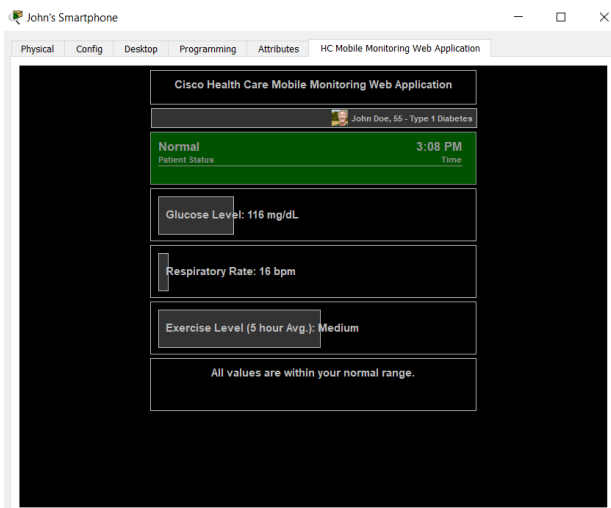 John's Smartphone
Physical Config Desktop Programming Attributes HC Mobile Monitoring Web Application
Cisco Health Care Mobile Monitoring Web Application
John Doe, 55 - Type 1 Diabetes
Normal 3:08 PM
Patient Status Time
Glucose Level: 116 mg/dL
Respiratory Rate: 16 bpm
Exercise Level (5 hour Avg.): Medium
All values are within your normal range.